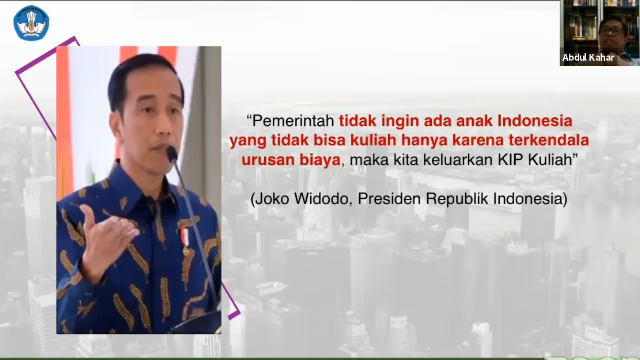 Abdul Kahar
“Pemerintah tidak ingin ada anak Indonesia
yang tidak bisa kuliah hanya karena terkendala
urusan biaya, maka kita keluarkan KIP Kuliah”
(Joko Widodo, Presiden Republik Indonesia)